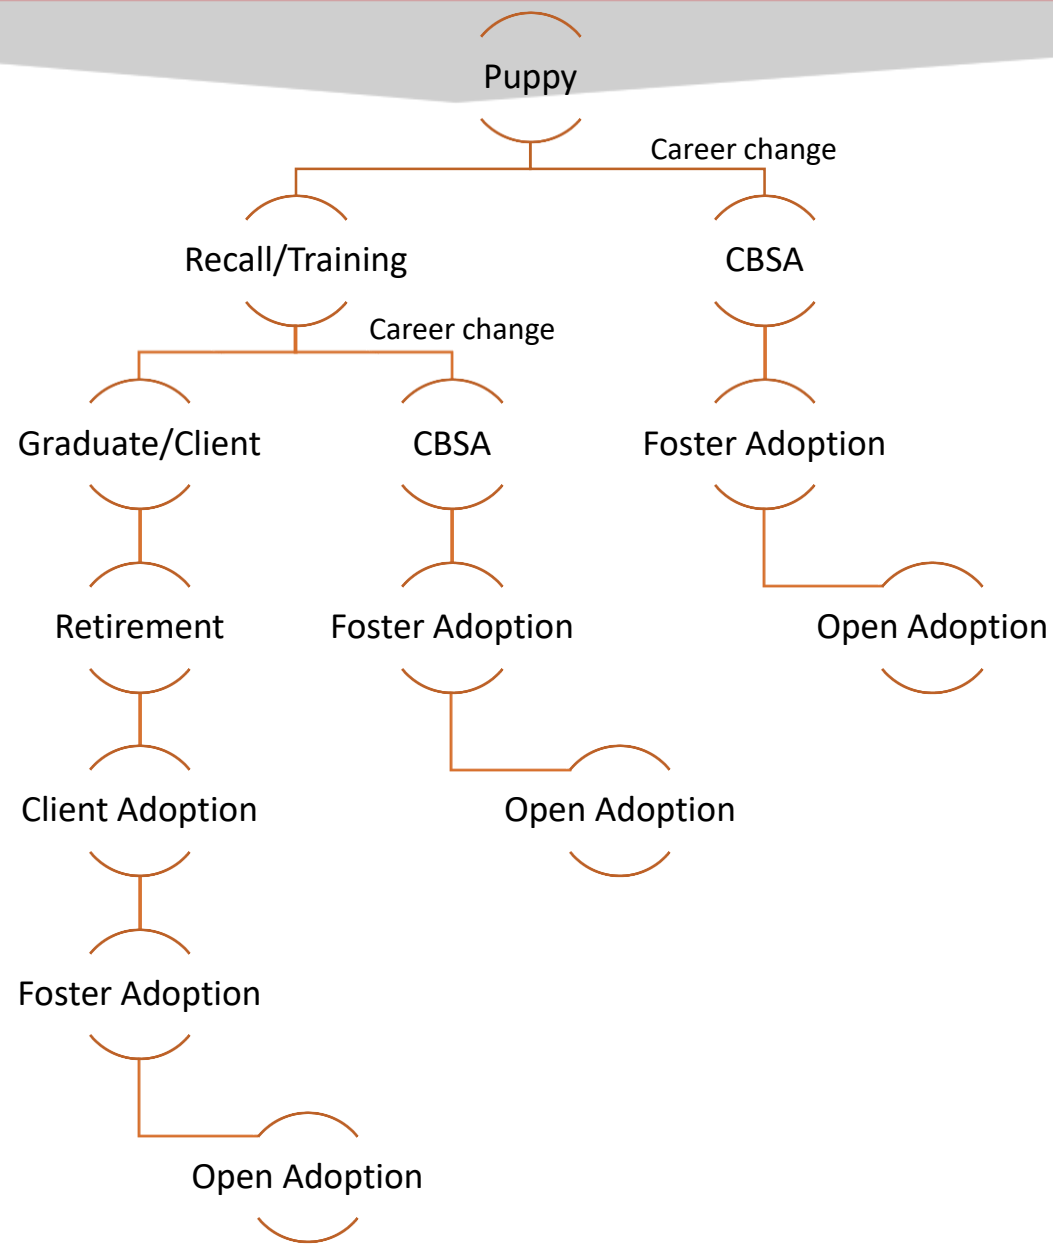 Puppy
Career change
Recall/Training
CBSA
Career change
Graduate/Client
CBSA
Foster Adoption
Retirement
Foster Adoption
Open Adoption
Client Adoption
Open Adoption
Foster Adoption
Open Adoption